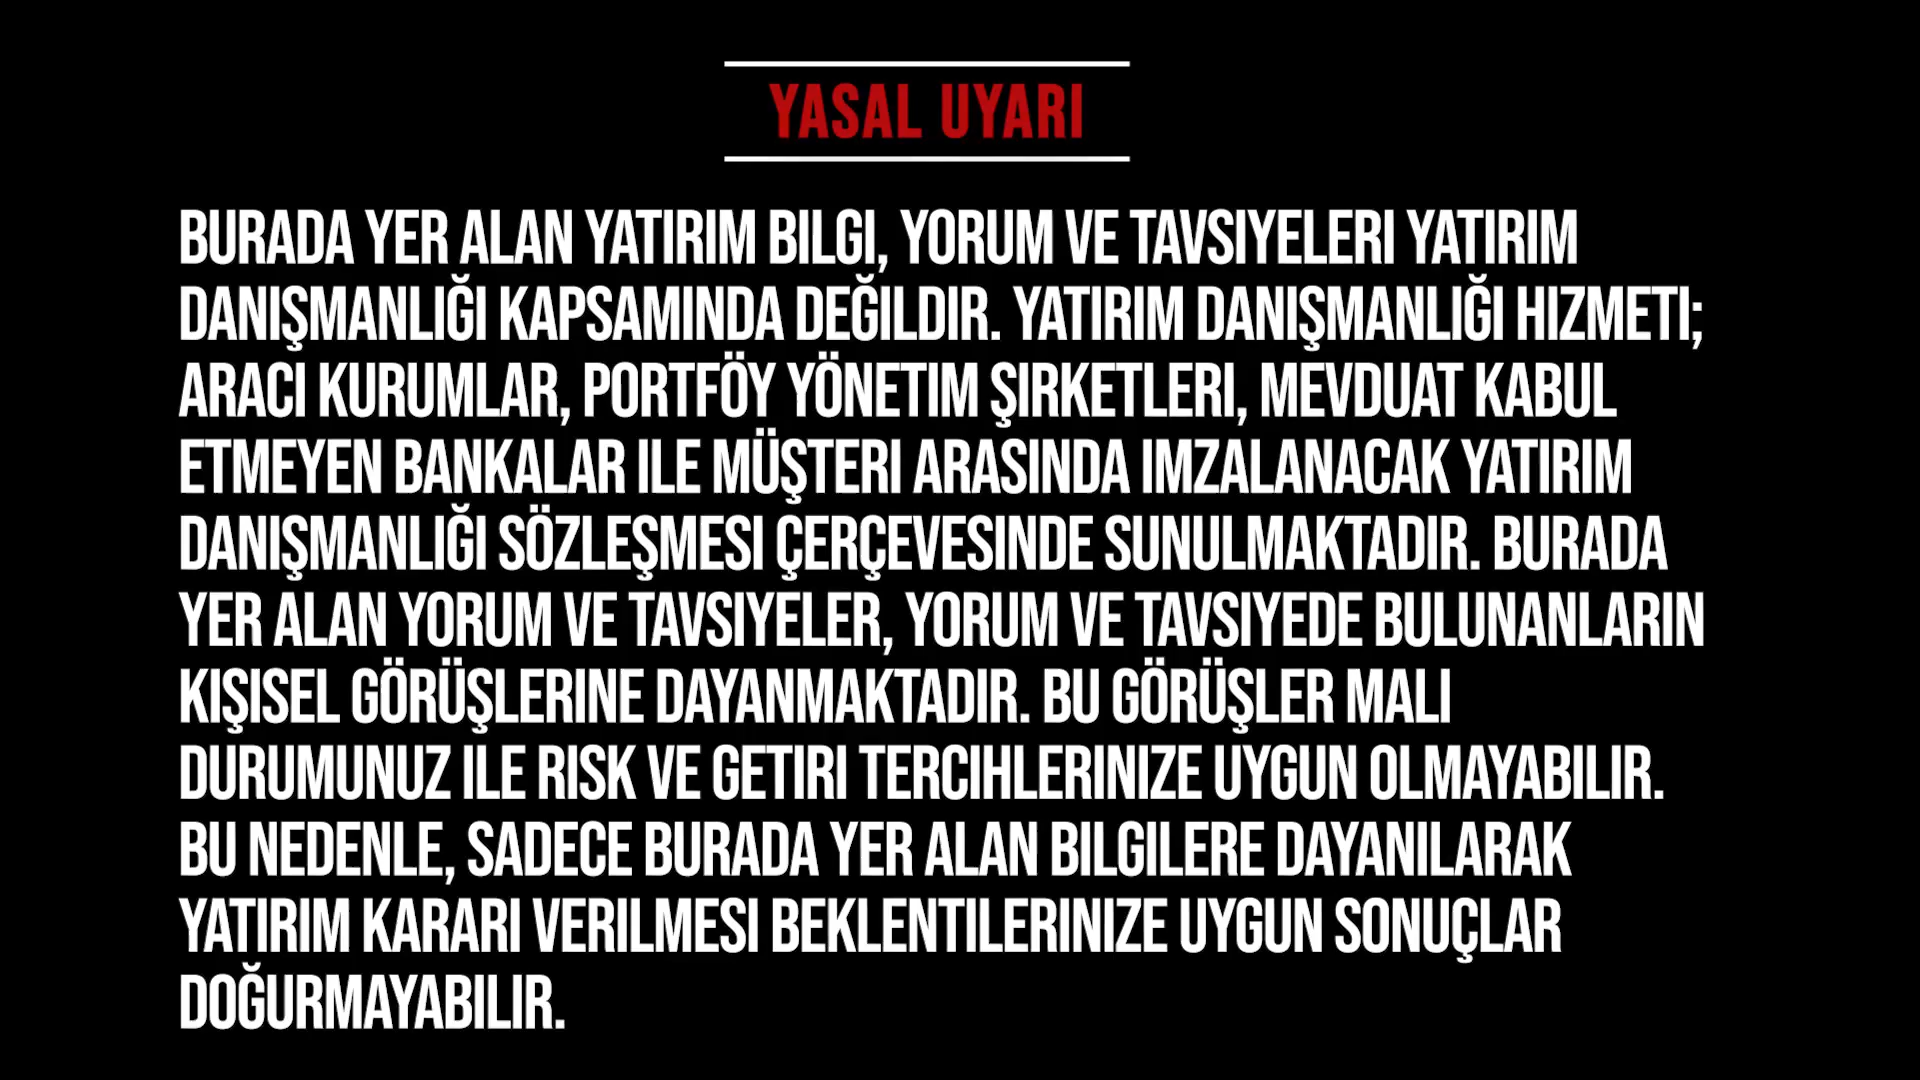 YASAL UYARI
BURADA YER ALAN YATIRIM BILGI, YORUM VE TAVSIYELERI YATIRIM
DANIŞMANLIĞI KAPSAMINDA DEĞILDIR. YATIRIM DANIŞMANLIĞI HIZMETI;
ARACI KURUMLAR, PORTFÖY YÖNETIM ŞIRKETLERI, MEVDUAT KABUL
ETMEYEN BANKALAR ILE MÜŞTERI ARASINDA IMZALANACAK YATIRIM
DANIŞMANLIĞI SÖZLEŞMESI ÇERÇEVESINDE SUNULMAKTADIR. BURADA
YER ALAN YORUM VE TAVSIYELER, YORUM VE TAVSIYEDE BULUNANLARIN
KIŞISEL GÖRÜŞLERINE DAYANMAKTADIR. BU GÖRÜŞLER MALI
DURUMUNUZ ILE RISK VE GETIRI TERCIHLERINIZE UYGUN OLMAYABILIR.
BU NEDENLE, SADECE BURADA YER ALAN BILGILERE DAYANILARAK
YATIRIM KARARI VERILMESI BEKLENTILERINIZE UYGUN SONUÇLAR
DOĞURMAYABILIR.